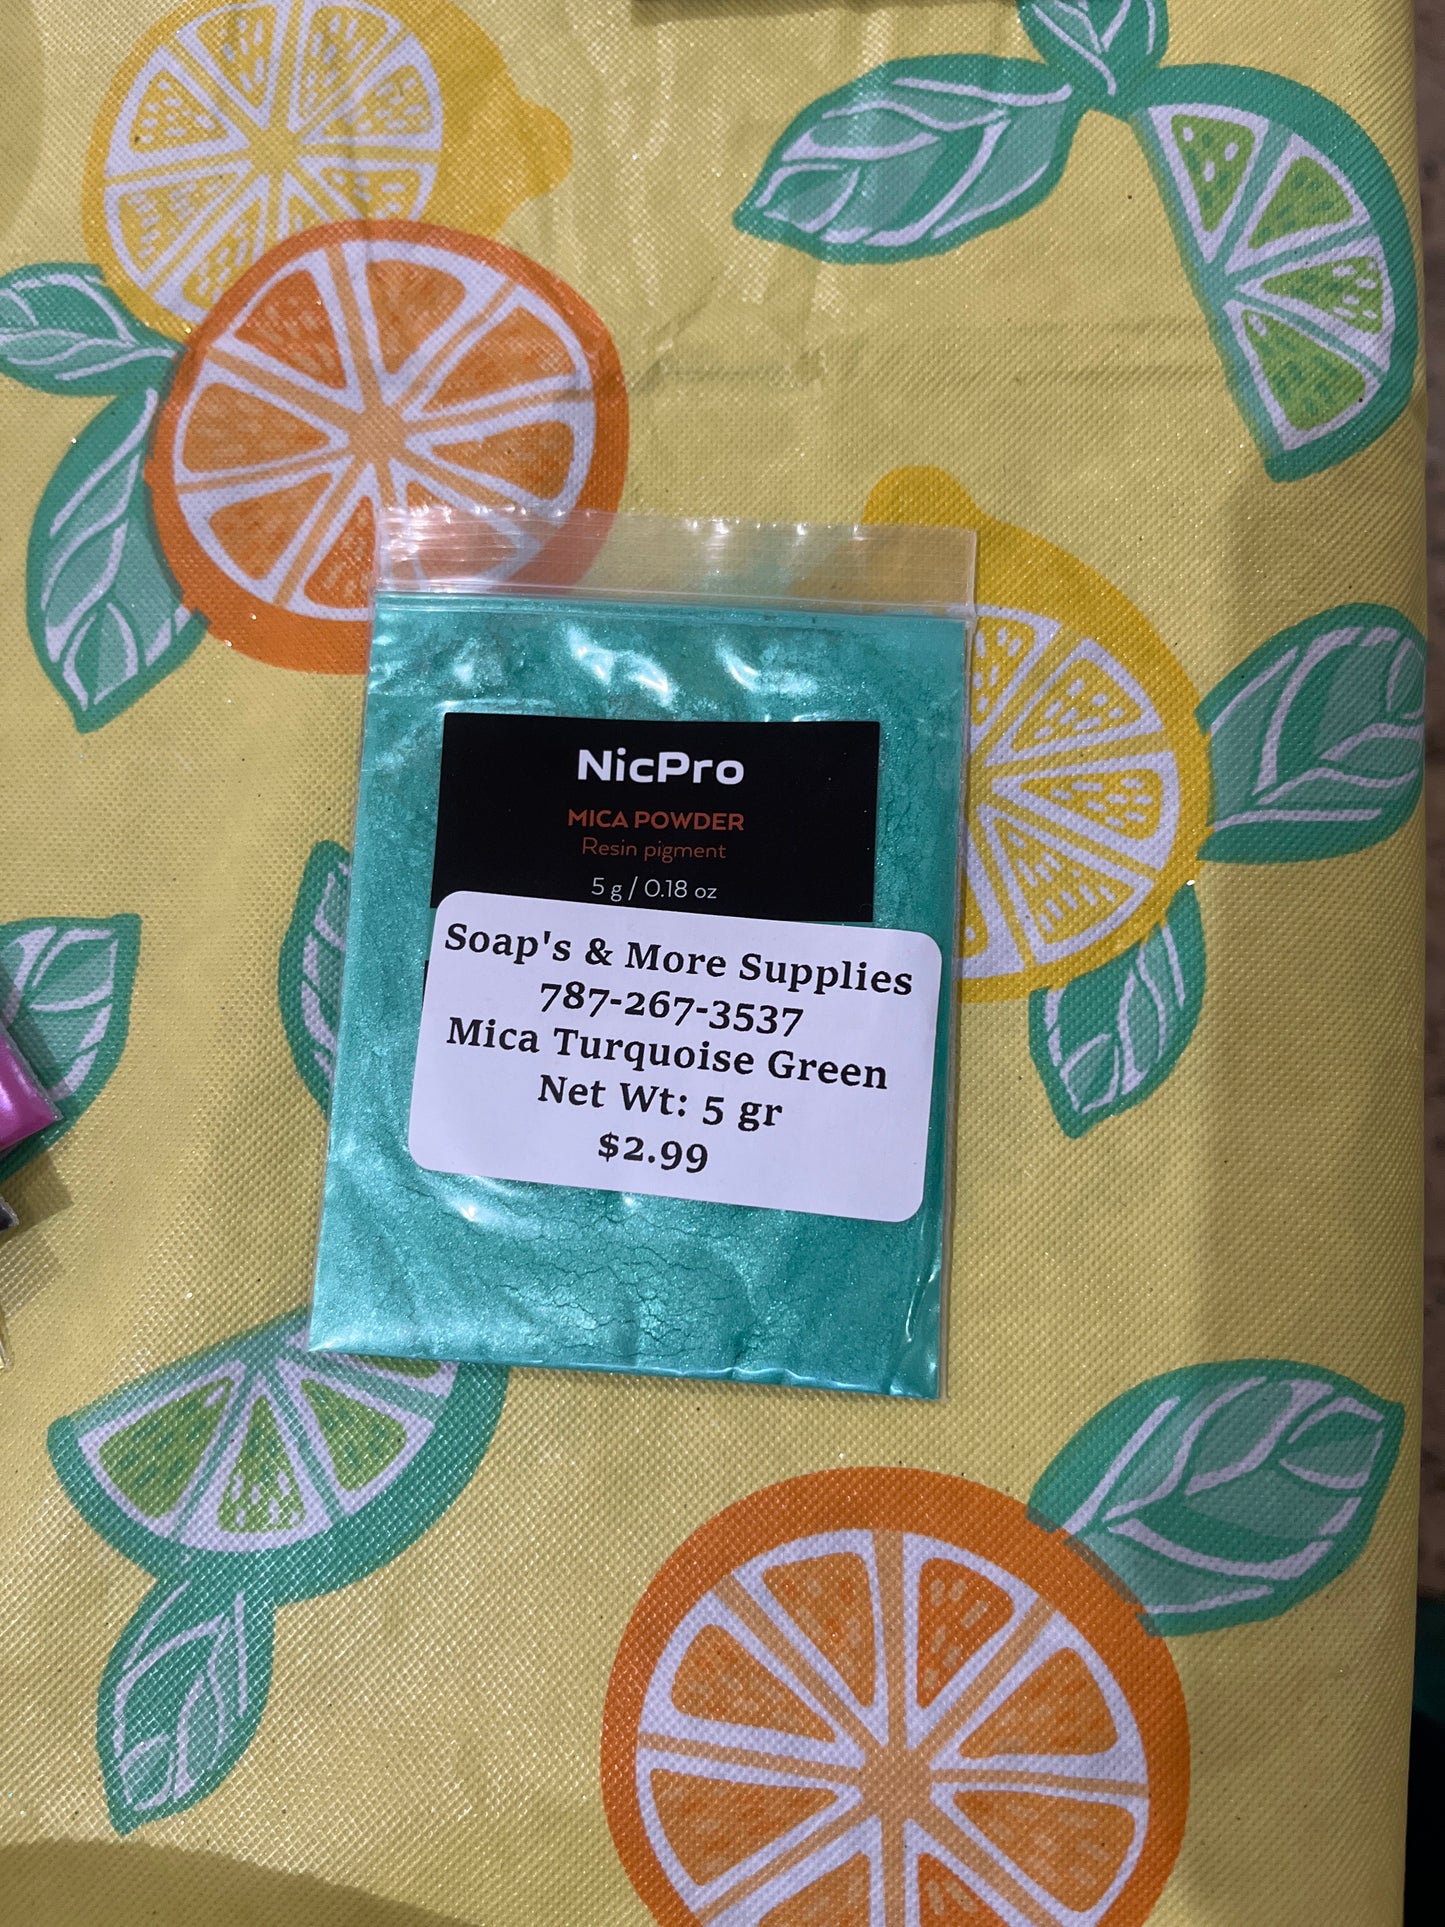 NicPro
MICA POWDER
Resin pigment
5 g / 0.18 oz
Soap's & More Supplies
787-267-3537
Mica Turquoise Green
Net Wt: 5 gr
$2.99